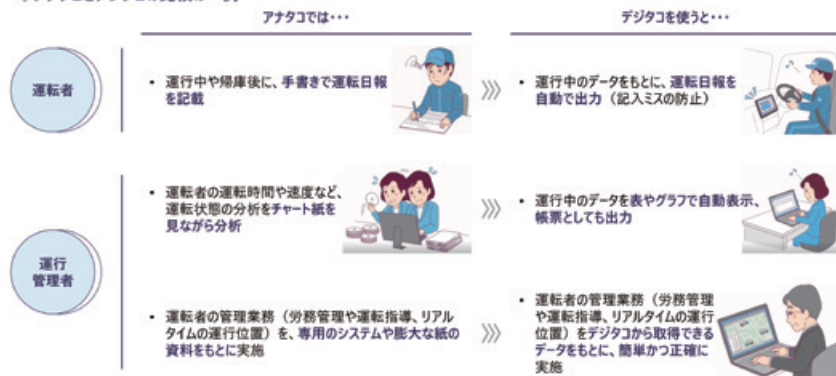 アナタコでは・・・
デジタコを使うと・・・
運転者
・ 運行中や帰庫後に、手書きで運転日報
を記載
・ 運行中のデータをもとに、運転日報を
自動で出力（記入ミスの防止）
運行
管理者
・ 運転者の運転時間や速度など、
運転状態の分析をチャート紙を
見ながら分析
・ 運行中のデータを表やグラフで自動表示、
帳票としても出力
・ 運転者の管理業務（労務管理や運転指導、リアル
タイムの運行位置）を、専用のシステムや膨大な紙の
資料をもとに実施
・ 運転者の管理業務（労務管理
や運転指導、リアルタイムの運行
位置）をデジタコから取得できる
データをもとに、簡単かつ正確に
実施